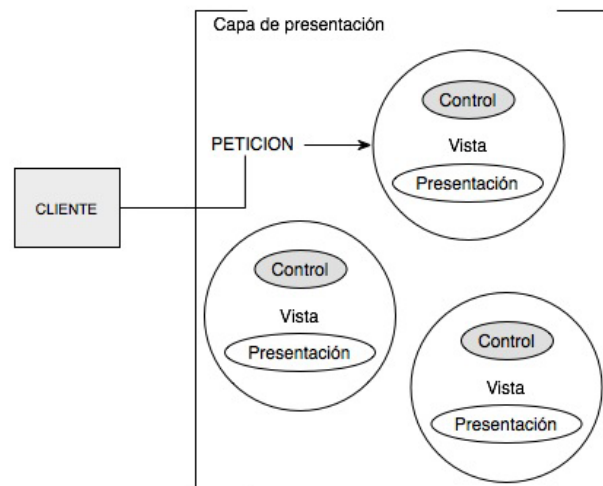 Capa de presentación
Control
PETICION
Vista
Presentación
CLIENTE
Control
Vista
Presentación
Control
Vista
Presentación